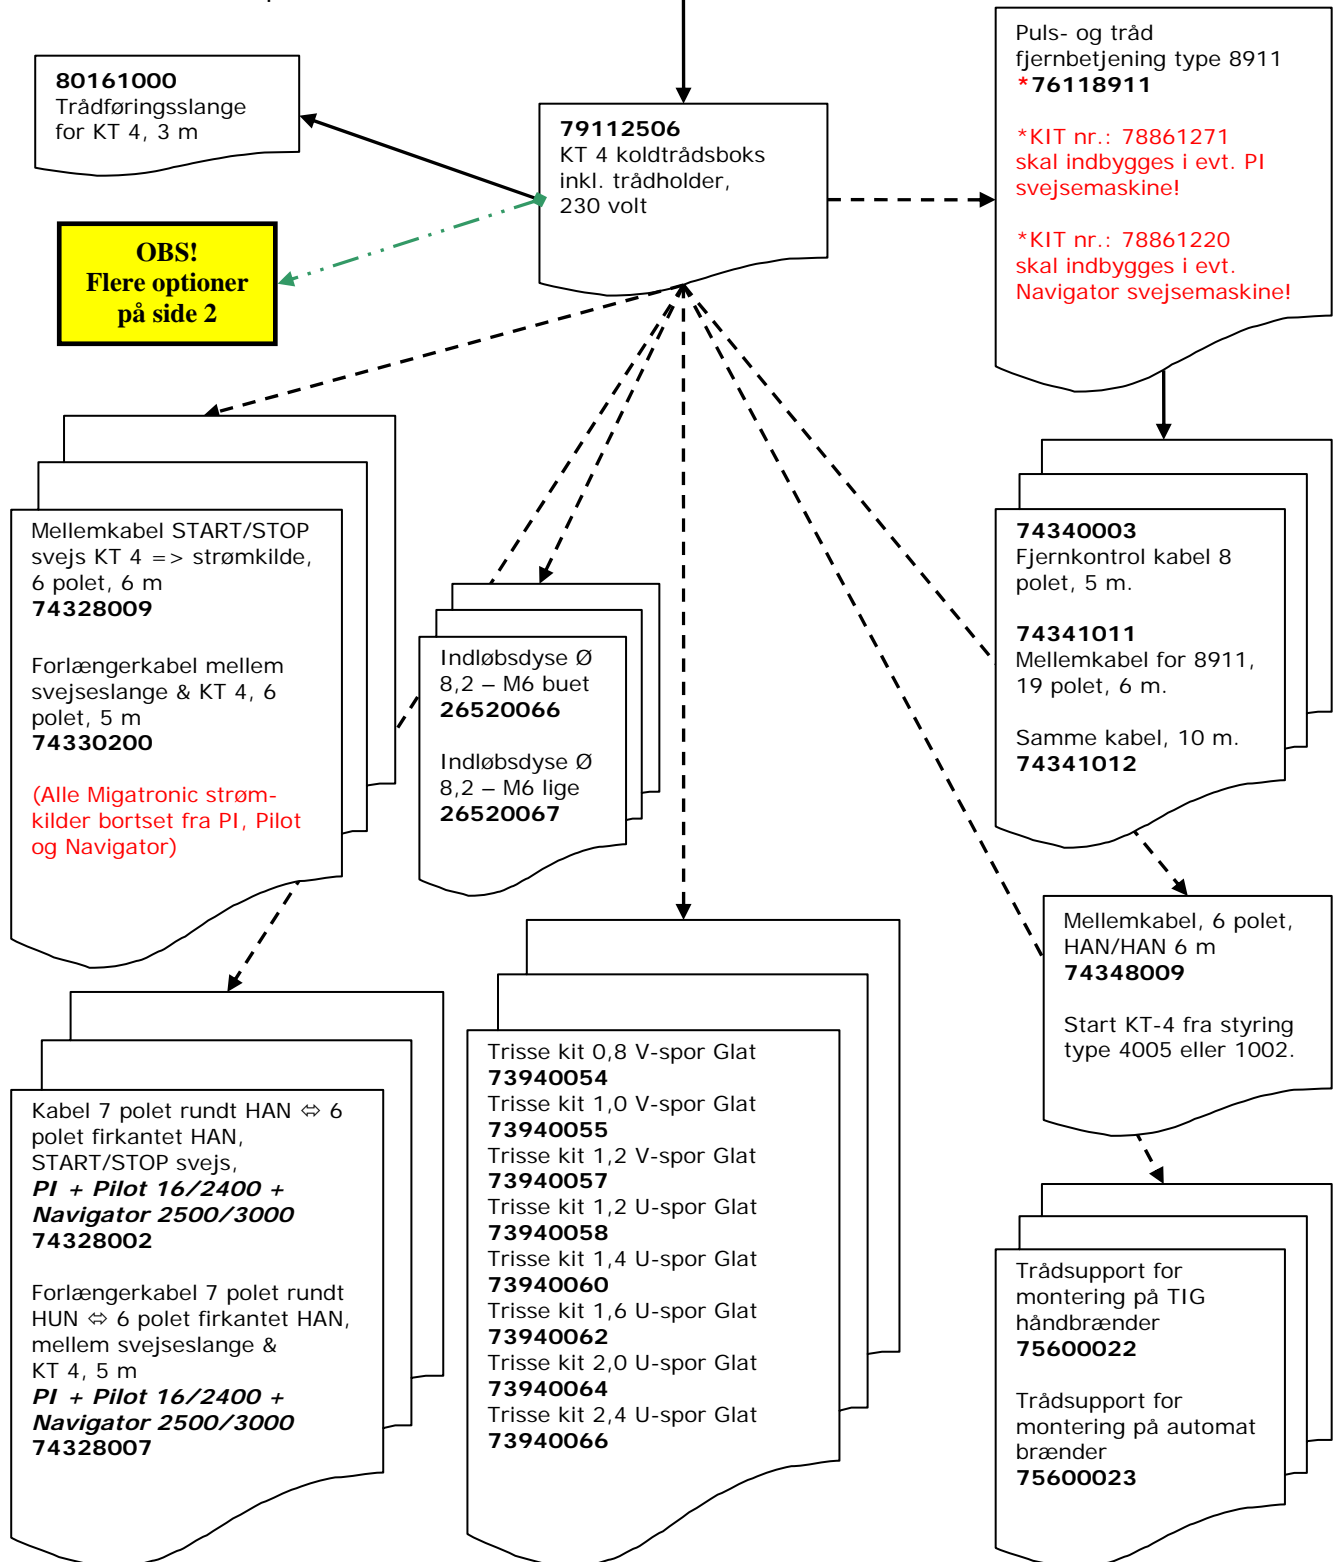 80161000
Trådføringsslange
for KT 4, 3 m
OBS!
Flere optioner
på side 2
79112506
KT 4 koldtrådsboks
inkl. trådholder,
230 volt
Puls- og tråd
fjernbetjening type 8911
*76118911
*KIT nr.: 78861271
skal indbygges i evt. PI
svejsemaskine!
*KIT nr.: 78861220
skal indbygges i evt.
Navigator svejsemaskine!
Mellemkabel START/STOP
svejs KT 4 => strømkilde,
6 polet, 6 m
74328009
Forlængerkabel mellem
svejseslange & KT 4, 6
polet, 5 m
74330200
(Alle Migatronic strøm-
kilder bortset fra PI, Pilot
og Navigator)
Indløbsdyse Ø
8,2 – M6 buet
26520066
Indløbsdyse Ø
8,2 – M6 lige
26520067
74340003
Fjernkontrol kabel 8
polet, 5 m.
74341011
Mellemkabel for 8911,
19 polet, 6 m.
Samme kabel, 10 m.
74341012
Mellemkabel, 6 polet,
HAN/HAN 6 m
74348009
Start KT-4 fra styring
type 4005 eller 1002.
Kabel 7 polet rundt HAN ⇔ 6
polet firkantet HAN,
START/STOP svejs,
PI + Pilot 16/2400 +
Navigator 2500/3000
74328002
Forlængerkabel 7 polet rundt
HUN ⇔ 6 polet firkantet HAN,
mellem svejseslange &
KT 4, 5 m
PI + Pilot 16/2400 +
Navigator 2500/3000
74328007
Trisse kit 0,8 V-spor Glat
73940054
Trisse kit 1,0 V-spor Glat
73940055
Trisse kit 1,2 V-spor Glat
73940057
Trisse kit 1,2 U-spor Glat
73940058
Trisse kit 1,4 U-spor Glat
73940060
Trisse kit 1,6 U-spor Glat
73940062
Trisse kit 2,0 U-spor Glat
73940064
Trisse kit 2,4 U-spor Glat
73940066
Trådsupport for
montering på TIG
håndbrænder
75600022
Trådsupport for
montering på automat
brænder
75600023